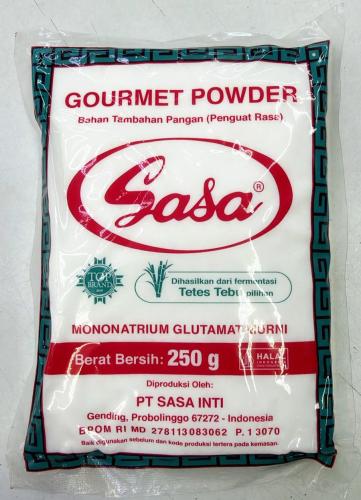 GOURMET POWDER
Bahan Tambahan Pangan (Penguat Rasa)
Sasa®
TOP
BRAND
Dihasilkan dari fermentasi
Tetes Tebu pilihan
MONONATRIUM GLUTAMAT MURNI
Berat Bersih: 250 g
HALAL
INDONESIA
Diproduksi Oleh:
PT SASA INTI
Gending, Probolinggo 67272 - Indonesia
BPOM RI MD 278113083062 P. 13070
Baik digunakan sebelum dan kode produksi tertera pada kemasan.